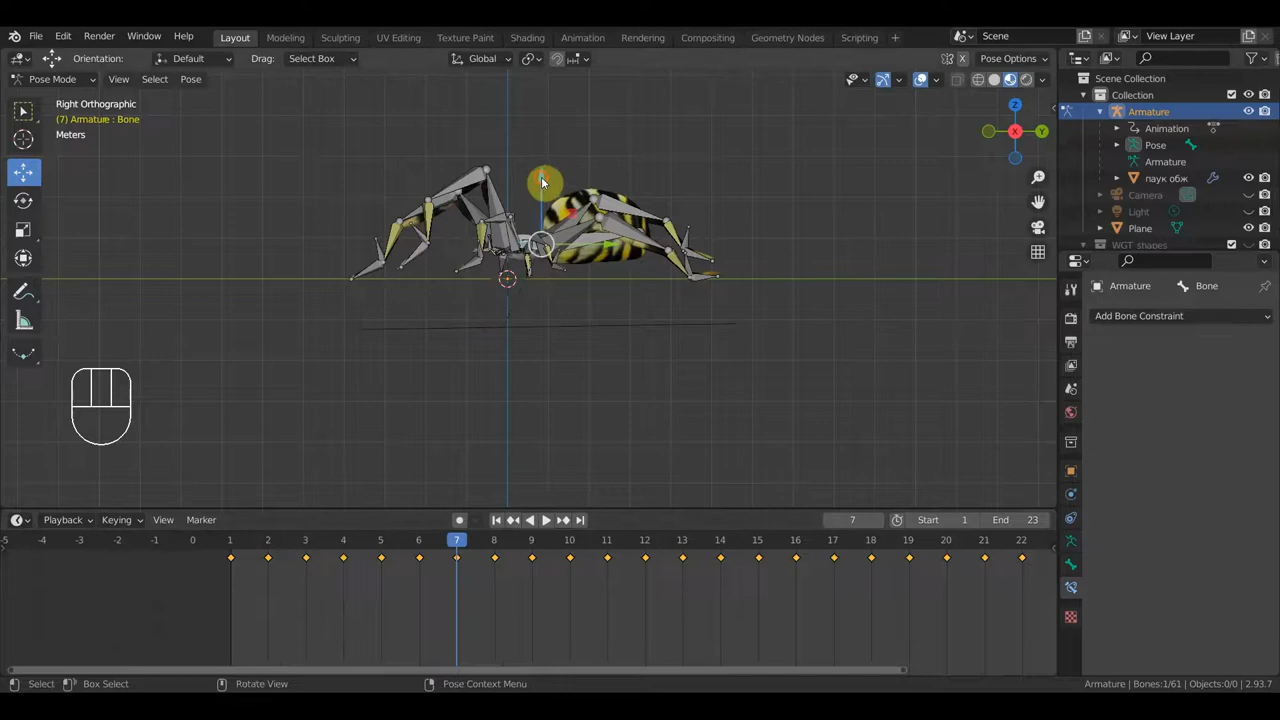 File Edit Render Window Help Layout Modeling Sculpting UV Editing Texture Paint Shading Animation Rendering Compositing Geometry Nodes Scripting + Scene View Layer
Orientation: Default Drag: Select Box Global Pose Options
Pose Mode View Select Pose
Right Orthographic
(7) Armature : Bone
Meters
Z
X
Y
Scene Collection
Collection
Armature
Animation
Pose
Armature
паук обж
Camera
Light
Plane
WGT_shapes
Armature Bone
Add Bone Constraint
Playback Keying View Marker 7 Start 1 End 23
-5 -4 -3 -2 -1 0 1 2 3 4 5 6 7 8 9 10 11 12 13 14 15 16 17 18 19 20 21 22
Select Box Select Rotate View Pose Context Menu Armature | Bones:1/61 | Objects:0/0 | 2.93.7